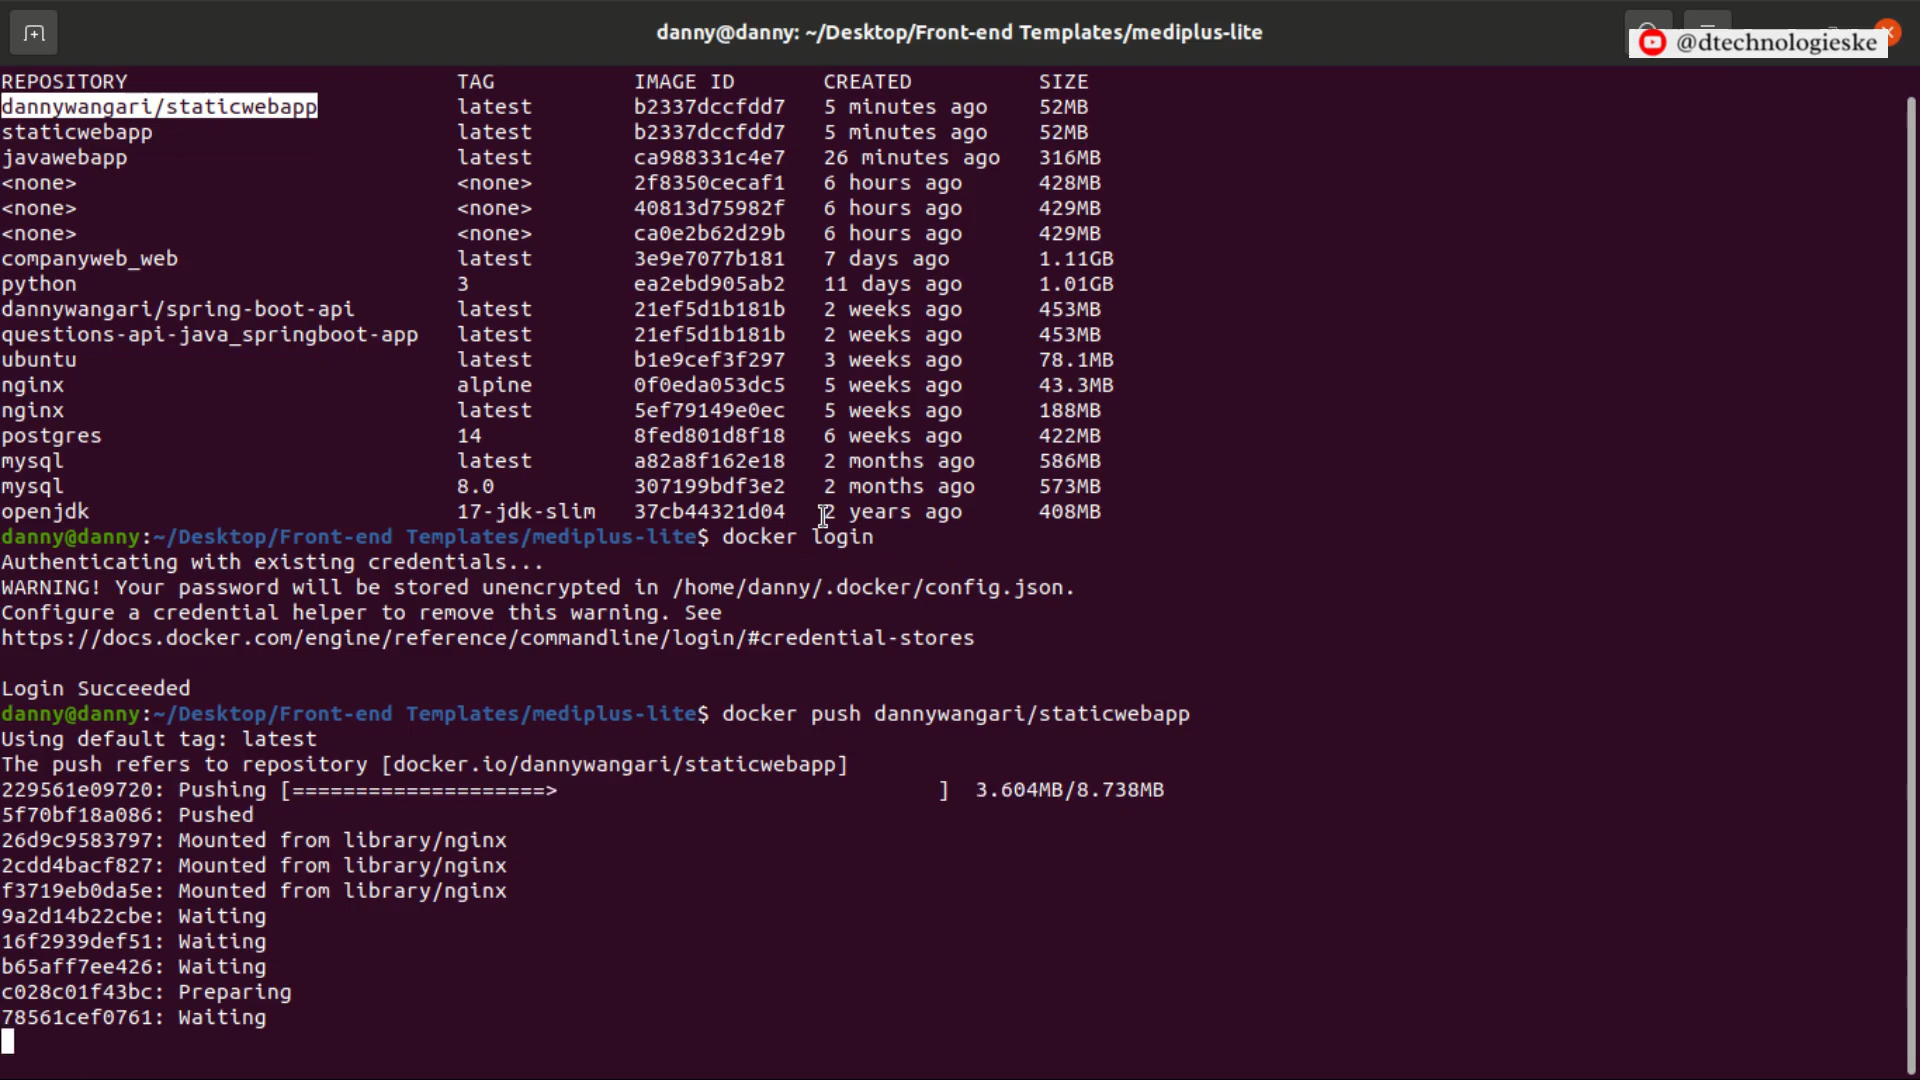 danny@danny: ~/Desktop/Front-end Templates/mediplus-lite
@dtechnologieske
REPOSITORY TAG IMAGE ID CREATED SIZE
dannywangari/staticwebapp latest b2337dccfdd7 5 minutes ago 52MB
staticwebapp latest b2337dccfdd7 5 minutes ago 52MB
javawebapp latest ca988331c4e7 26 minutes ago 316MB
<none> <none> 2f8350cecaf1 6 hours ago 428MB
<none> <none> 40813d75982f 6 hours ago 429MB
<none> <none> ca0e2b62d29b 6 hours ago 429MB
companyweb_web latest 3e9e7077b181 7 days ago 1.11GB
python 3 ea2ebd905ab2 11 days ago 1.01GB
dannywangari/spring-boot-api latest 21ef5d1b181b 2 weeks ago 453MB
questions-api-java_springboot-app latest 21ef5d1b181b 2 weeks ago 453MB
ubuntu latest b1e9cef3f297 3 weeks ago 78.1MB
nginx alpine 0f0eda053dc5 5 weeks ago 43.3MB
nginx latest 5ef79149e0ec 5 weeks ago 188MB
postgres 14 8fed801d8f18 6 weeks ago 422MB
mysql latest a82a8f162e18 2 months ago 586MB
mysql 8.0 307199bdf3e2 2 months ago 573MB
openjdk 17-jdk-slim 37cb44321d04 2 years ago 408MB
danny@danny:~/Desktop/Front-end Templates/mediplus-lite$ docker login
Authenticating with existing credentials...
WARNING! Your password will be stored unencrypted in /home/danny/.docker/config.json.
Configure a credential helper to remove this warning. See
https://docs.docker.com/engine/reference/commandline/login/#credential-stores
Login Succeeded
danny@danny:~/Desktop/Front-end Templates/mediplus-lite$ docker push dannywangari/staticwebapp
Using default tag: latest
The push refers to repository [docker.io/dannywangari/staticwebapp]
229561e09720: Pushing [====================> ] 3.604MB/8.738MB
5f70bf18a086: Pushed
26d9c9583797: Mounted from library/nginx
2cdd4bacf827: Mounted from library/nginx
f3719eb0da5e: Mounted from library/nginx
9a2d14b22cbe: Waiting
16f2939def51: Waiting
b65aff7ee426: Waiting
c028c01f43bc: Preparing
78561cef0761: Waiting